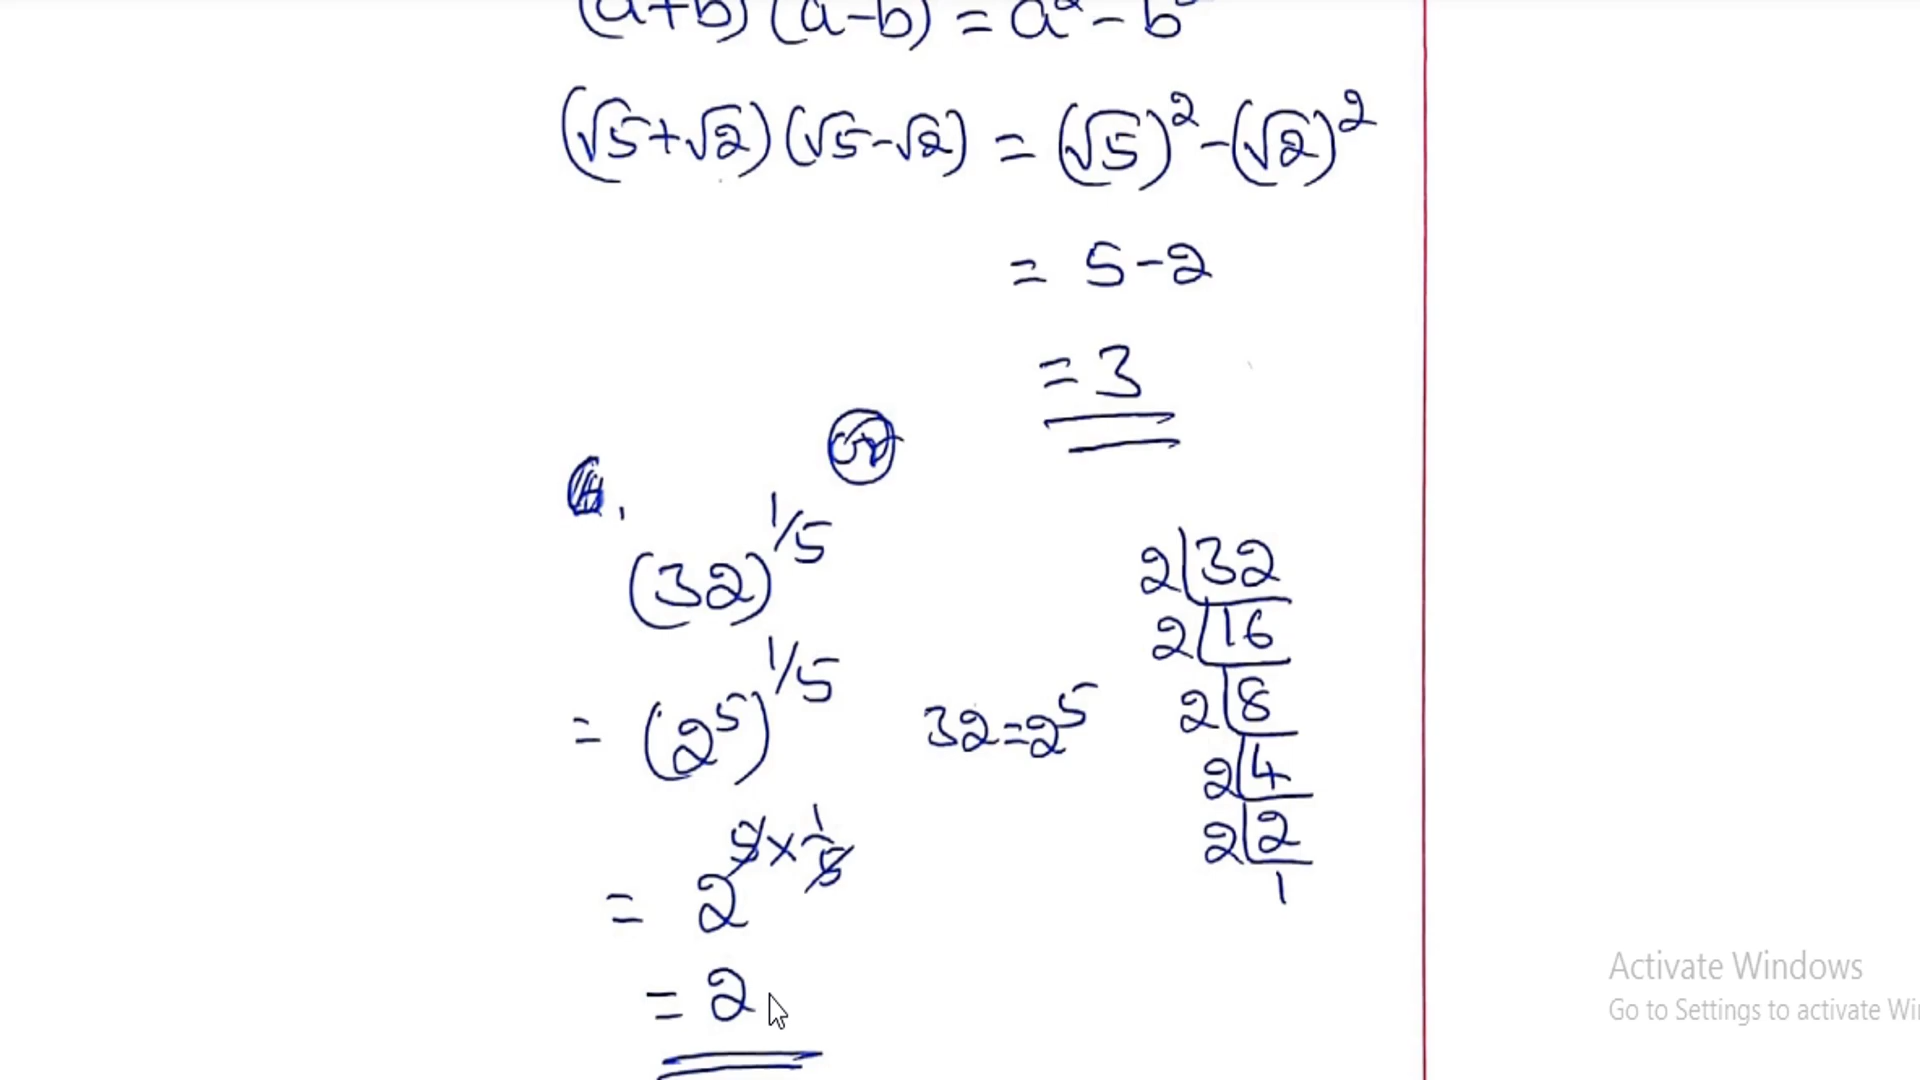 (a+b)(a-b) = a² - b²
(√5+√2)(√5-√2) = (√5)² - (√2)²
= 5-2
= 3
or
(32)^1/5
= (2⁵)^1/5
32=2⁵
= 2^5×1/5
= 2
2|32
2|16
2|8
2|4
2|2
1
Activate Windows
Go to Settings to activate Wi